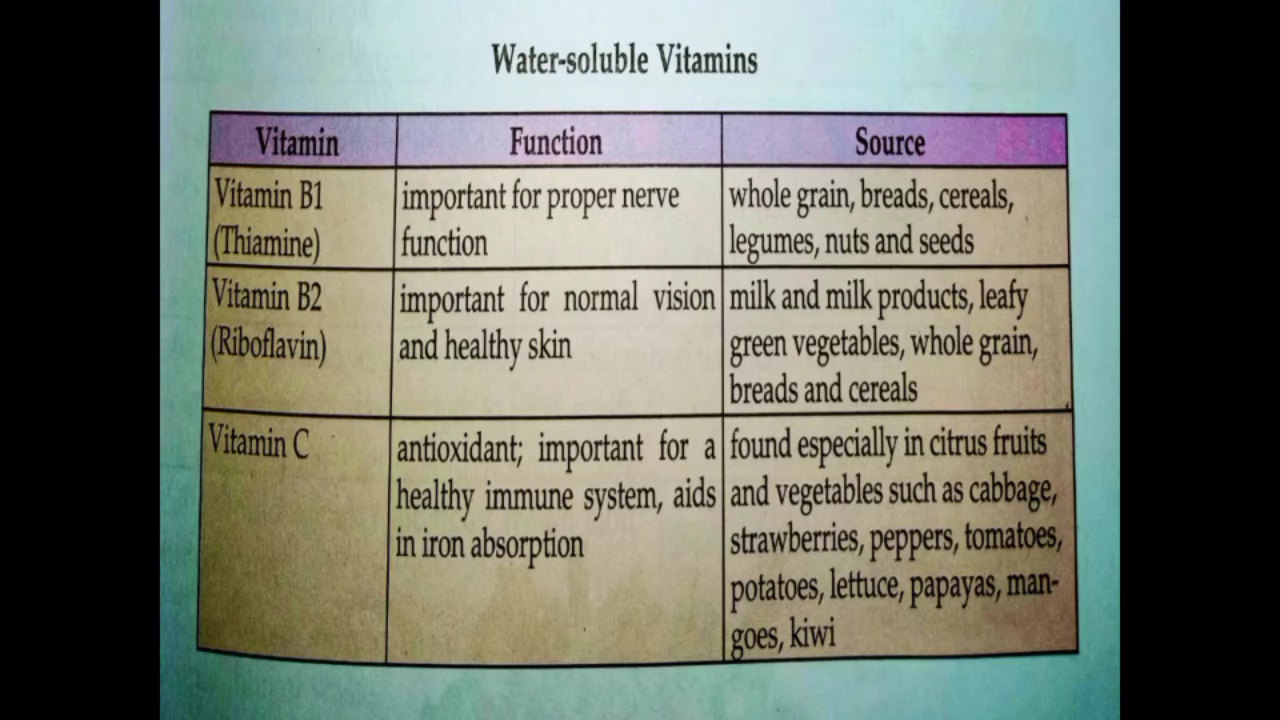 Water-soluble Vitamins
Vitamin
Function
Source
Vitamin B1
(Thiamine)
important for proper nerve
function
whole grain, breads, cereals,
legumes, nuts and seeds
Vitamin B2
(Riboflavin)
important for normal vision
and healthy skin
milk and milk products, leafy
green vegetables, whole grain,
breads and cereals
Vitamin C
antioxidant; important for a
healthy immune system, aids
in iron absorption
found especially in citrus fruits
and vegetables such as cabbage,
strawberries, peppers, tomatoes,
potatoes, lettuce, papayas, man-
goes, kiwi